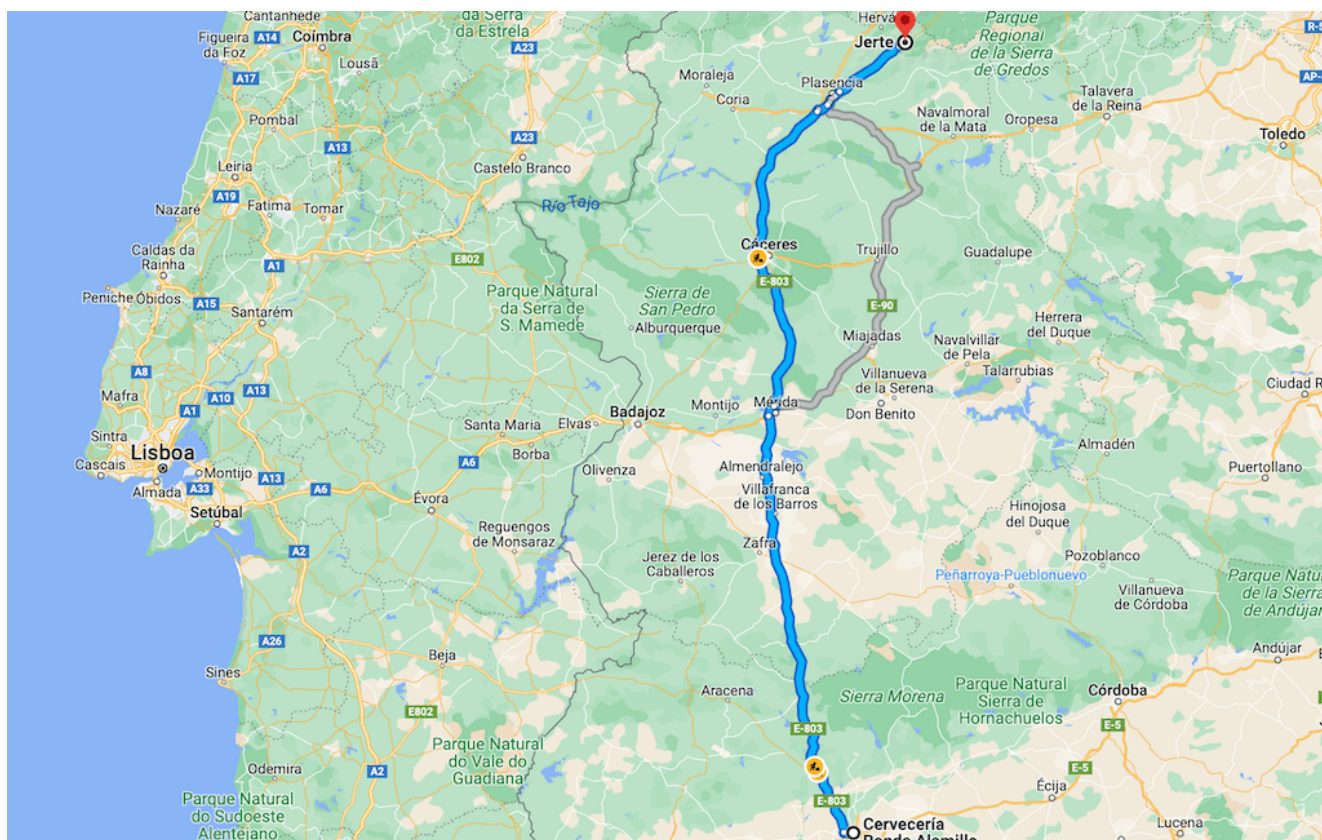 Cantanhede
Figueira
da Foz
A14
Coímbra
Lousã
da Serra
da Estrela
A23
A17
Pombal
A13
A23
Castelo Branco
Leiria
A19
Fatima
Tomar
Nazaré
Caldas da
Rainha
A1
E802
Peniche
Óbidos
A15
Santarém
Río Tajo
Parque Natural
da Serra de
S. Mamede
A8
Mafra
A1
A10
A13
Sintra
Lisboa
Cascais
Almada
A33
Montijo
Setúbal
A13
A6
A2
Santa Maria
Borba
Elvas
A6
Évora
Reguengos
de Monsaraz
A26
Sines
Beja
E802
A2
Odemira
Parque Natural
do Sudoeste
Alentejano
Parque Natural
do Vale do
Guadiana
Jerte
Parque
Regional
de la Sierra
de Gredos
R-5
AP-
Moraleja
Coria
Plasencia
Navalmoral
de la Mata
Oropesa
Talavera
de la Reina
Toledo
Cáceres
E-803
Trujillo
Guadalupe
Sierra de
San Pedro
Alburquerque
E-90
Miajadas
Herrera
del Duque
Navalvillar
de Pela
Talarrubias
Villanueva
de la Serena
Don Benito
Ciudad R
Badajoz
Montijo
Mérida
Olivenza
Almendralejo
Villafranca
de los Barros
Zafra
Jerez de los
Caballeros
Almadén
Puertollano
Hinojosa
del Duque
Pozoblanco
Peñarroya-Pueblonuevo
Villanueva
de Córdoba
Parque Natural
de la Sierra
de Andújar
Andújar
Aracena
Sierra Morena
Parque Natural
Sierra de
Hornachuelos
Córdoba
E-5
E-803
E-5
Écija
E-803
Cervecería
Lucena